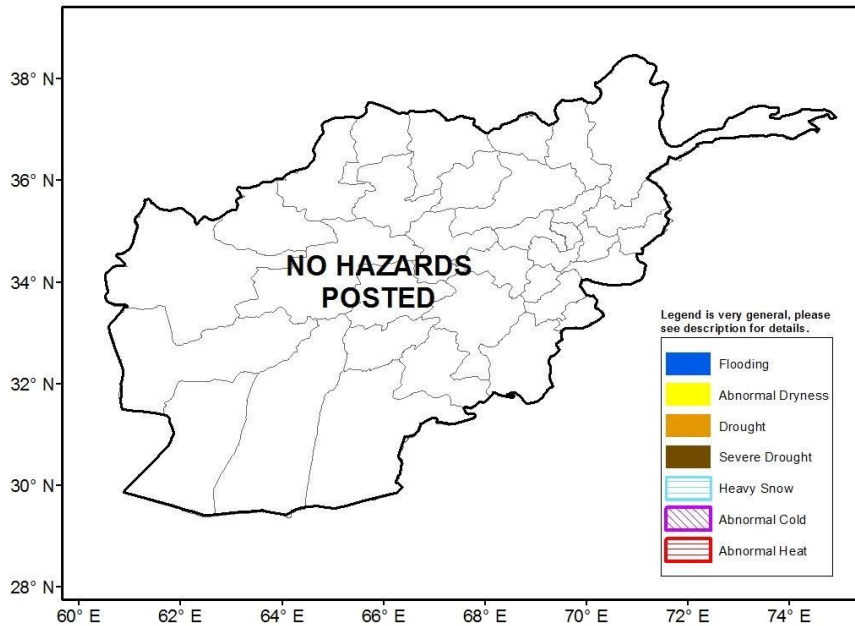 38° N
36° N
34° N
32° N
30° N
28° N
NO HAZARDS
POSTED
Legend is very general, please
see description for details.
Flooding
Abnormal Dryness
Drought
Severe Drought
Heavy Snow
Abnormal Cold
Abnormal Heat
60° E
62° E
64° E
66° E
68° E
70° E
72° E
74° E